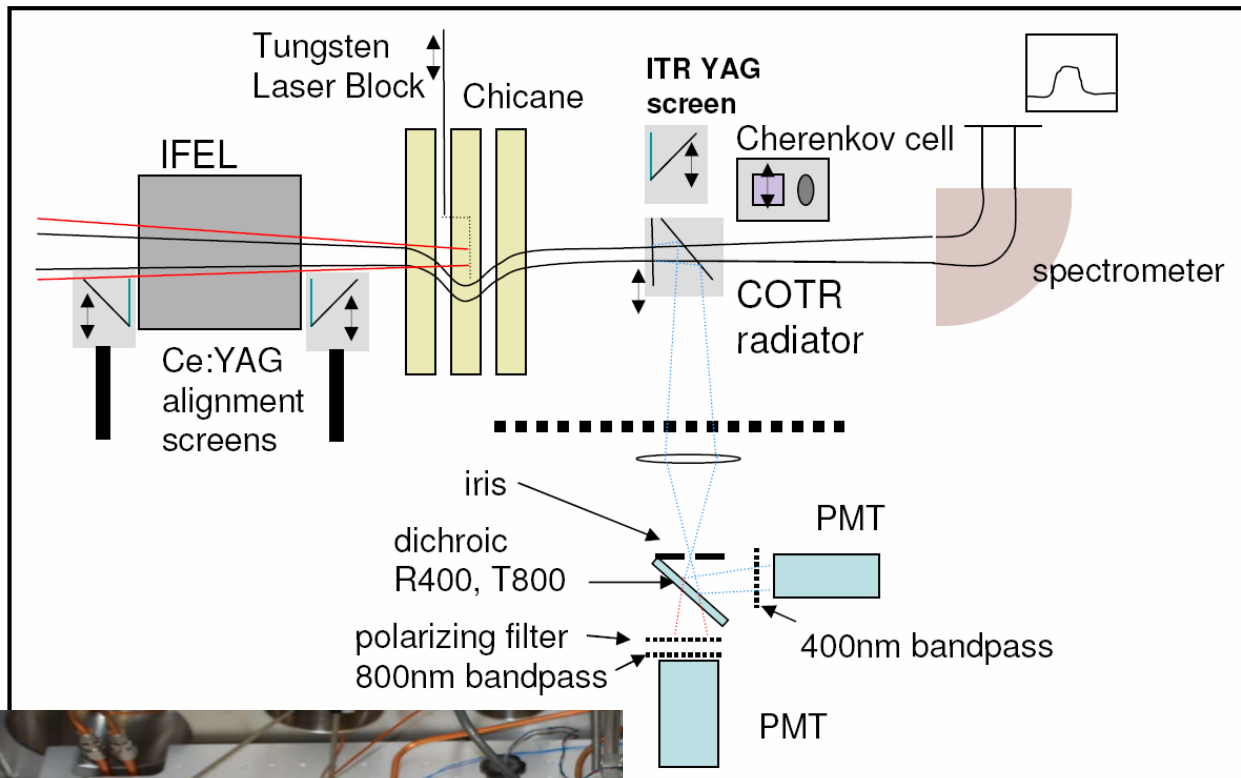 Tungsten
Laser Block
Chicane
IFEL
ITR YAG
screen
Cherenkov cell
spectrometer
COTR
radiator
Ce:YAG
alignment
screens
iris
dichroic
R400, T800
PMT
polarizing filter
800nm bandpass
400nm bandpass
PMT